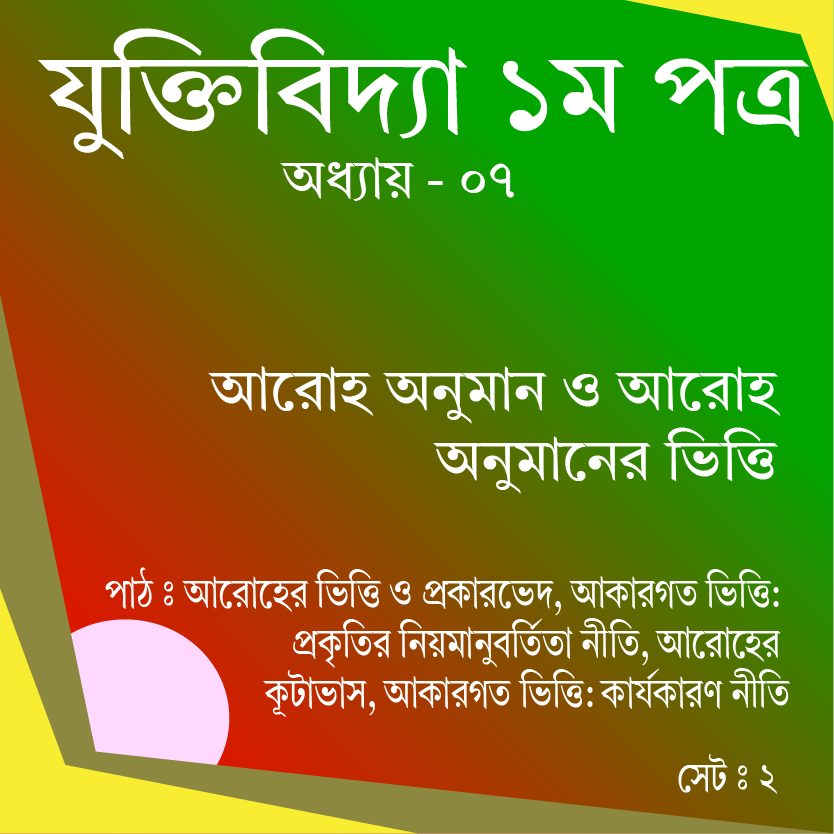 যুক্তিবিদ্যা ১ম পত্র
অধ্যায় - ০৭
আরোহ অনুমান ও আরোহ
অনুমানের ভিত্তি
পাঠ ঃ আরোহের ভিত্তি ও প্রকারভেদ, আকারগত ভিত্তি:
প্রকৃতির নিয়মানুবর্তিতা নীতি, আরোহের
কূটাভাস, আকারগত ভিত্তি: কার্যকারণ নীতি
সেট ঃ ২